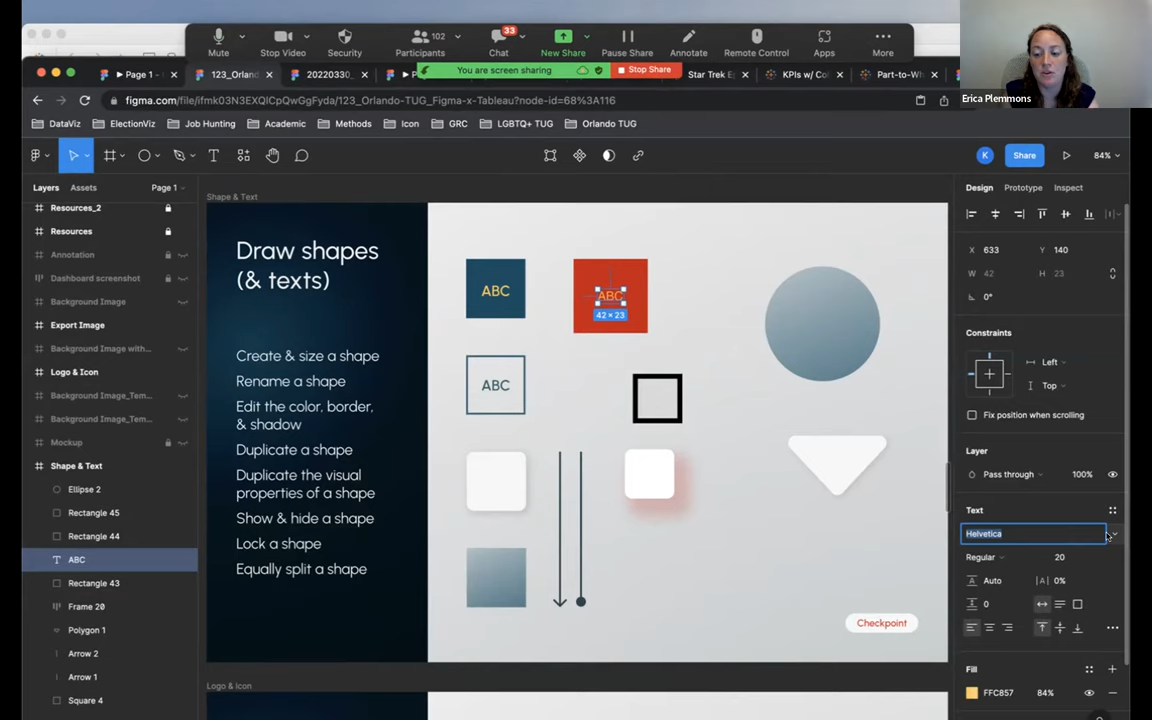 Mute
Stop Video
Security
Participants
102
Chat
33
New Share
Pause Share
Annotate
Remote Control
Apps
More
You are screen sharing
Stop Share
Page 1 -
123_Orlan
20220330_
Star Trek Ep
KPIs w/ Col
Part-to-Wh
figma.com/file/ifmk03N3EXQICpQwGgFyda/123_Orlando-TUG_Figma-x-Tableau?node-id=68%3A116
DataViz
ElectionViz
Job Hunting
Academic
Methods
Icon
GRC
LGBTQ+ TUG
Orlando TUG
Erica Plemmons
K
Share
84%
Layers
Assets
Page 1
Resources_2
Resources
Annotation
Dashboard screenshot
Background Image
Export Image
Background Image with...
Logo & Icon
Background Image_Tem...
Background Image_Tem...
Mockup
Shape & Text
Ellipse 2
Rectangle 45
Rectangle 44
ABC
Rectangle 43
Frame 20
Polygon 1
Arrow 2
Arrow 1
Square 4
Shape & Text
Draw shapes
(& texts)
Create & size a shape
Rename a shape
Edit the color, border,
& shadow
Duplicate a shape
Duplicate the visual
properties of a shape
Show & hide a shape
Lock a shape
Equally split a shape
ABC
ABC
42 × 23
ABC
Checkpoint
Logo & Icon
Design
Prototype
Inspect
X 633
Y 140
W 42
H 23
0°
Constraints
Left
Top
Fix position when scrolling
Layer
Pass through
100%
Text
Helvetica
Regular
20
Auto
|A| 0%
0
Fill
FFC857
84%